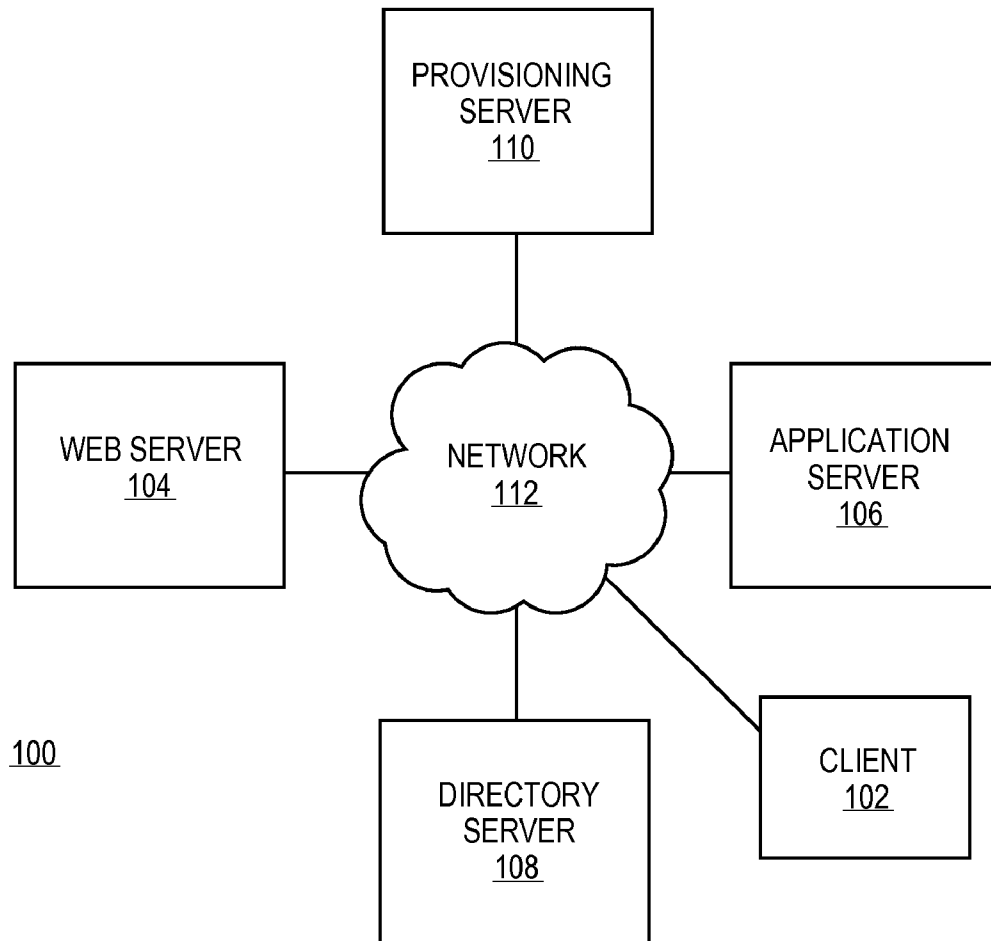 PROVISIONING
SERVER
110
WEB SERVER
104
NETWORK
112
APPLICATION
SERVER
106
100
DIRECTORY
SERVER
108
CLIENT
102